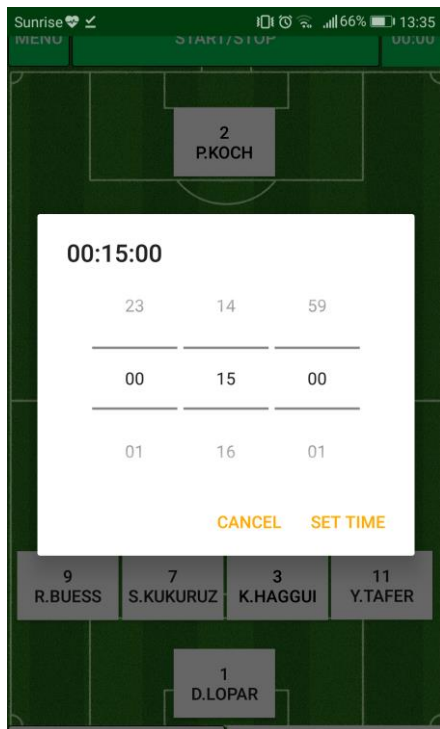 Sunrise 66% 13:35
MENU START/STOP 00:00
2
P.KOCH
00:15:00
23 14 59
00 15 00
01 16 01
CANCEL SET TIME
9 7 3 11
R.BUESS S.KUKURUZ K.HAGGUI Y.TAFER
1
D.LOPAR